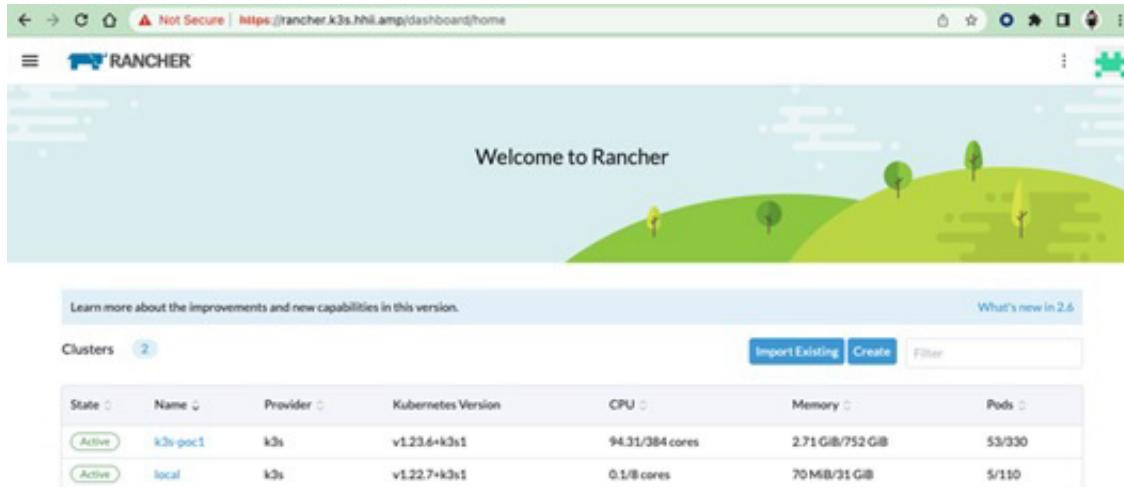 Not Secure | https://rancher.k3s.hhii.amp/dashboard/home
RANCHER
Welcome to Rancher
Learn more about the improvements and new capabilities in this version. What's new in 2.6
Clusters 2 Import Existing Create Filter
State Name Provider Kubernetes Version CPU Memory Pods
Active k3s-poc1 k3s v1.23.6+k3s1 94.31/384 cores 2.71 GiB/752 GiB 53/330
Active local k3s v1.22.7+k3s1 0.1/8 cores 70 MiB/31 GiB 5/110